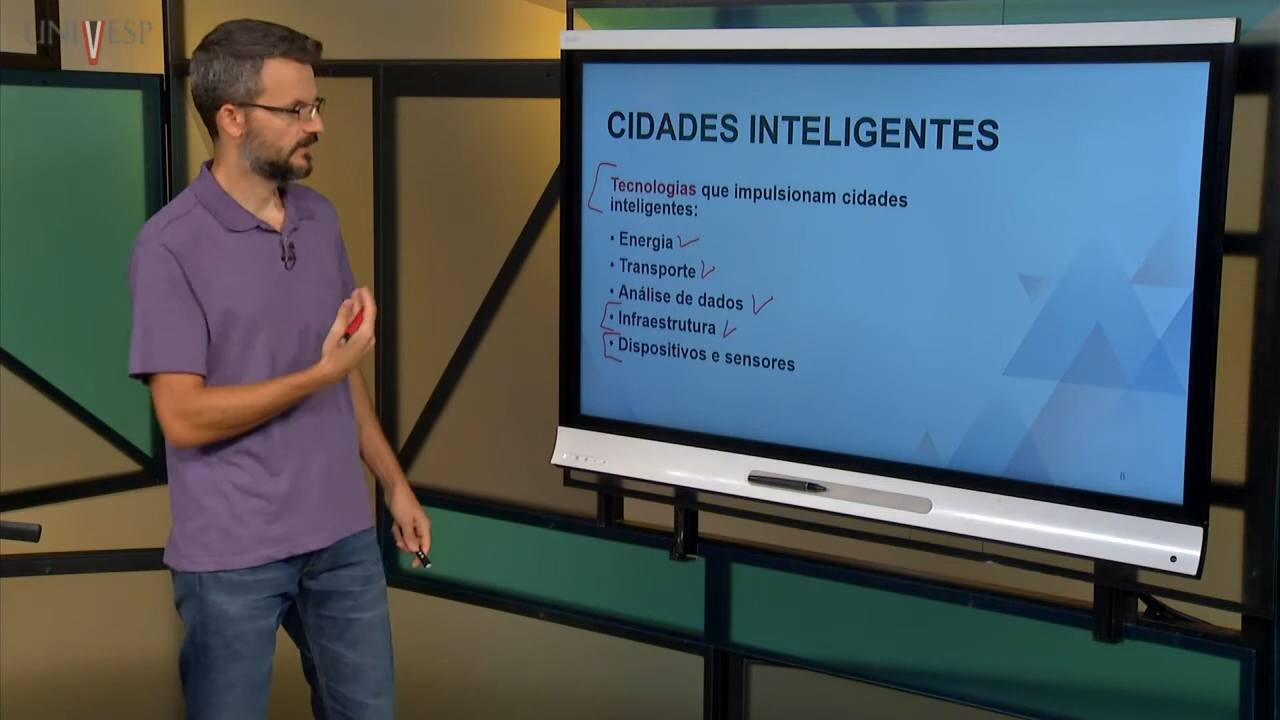 UNIVESP
CIDADES INTELIGENTES
Tecnologias que impulsionam cidades
inteligentes:
• Energia
• Transporte
• Análise de dados
• Infraestrutura
• Dispositivos e sensores
8